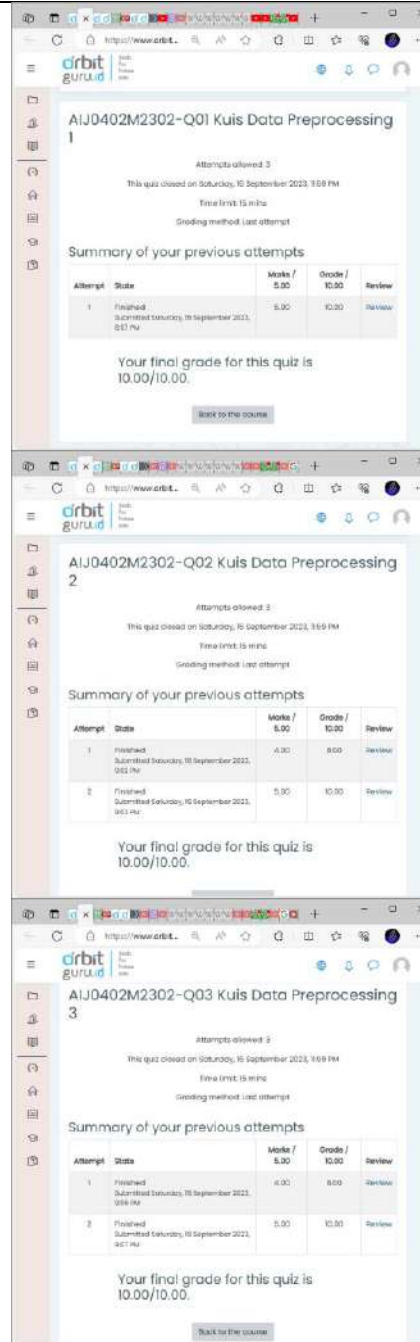 https://www.orbit...
orbit
guru.id
AIJ0402M2302-Q01 Kuis Data Preprocessing
1
Attempts allowed: 3
This quiz closed on Saturday, 16 September 2023, 11:59 PM
Time limit: 15 mins
Grading method: Last attempt
Summary of your previous attempts
Attempt State Marks / 5.00 Grade / 10.00 Review
1 Finished 5.00 10.00 Review
Submitted Saturday, 16 September 2023,
Your final grade for this quiz is
10.00/10.00.
Back to the course
https://www.orbit...
orbit
guru.id
AIJ0402M2302-Q02 Kuis Data Preprocessing
2
Attempts allowed: 3
This quiz closed on Saturday, 16 September 2023, 11:59 PM
Time limit: 15 mins
Grading method: Last attempt
Summary of your previous attempts
Attempt State Marks / 5.00 Grade / 10.00 Review
1 Finished 4.00 8.00 Review
Submitted Saturday, 16 September 2023,
2 Finished 5.00 10.00 Review
Submitted Saturday, 16 September 2023,
Your final grade for this quiz is
10.00/10.00.
https://www.orbit...
orbit
guru.id
AIJ0402M2302-Q03 Kuis Data Preprocessing
3
Attempts allowed: 3
This quiz closed on Saturday, 16 September 2023, 11:59 PM
Time limit: 15 mins
Grading method: Last attempt
Summary of your previous attempts
Attempt State Marks / 5.00 Grade / 10.00 Review
1 Finished 4.00 8.00 Review
Submitted Saturday, 16 September 2023,
2 Finished 5.00 10.00 Review
Submitted Saturday, 16 September 2023,
Your final grade for this quiz is
10.00/10.00.
Back to the course